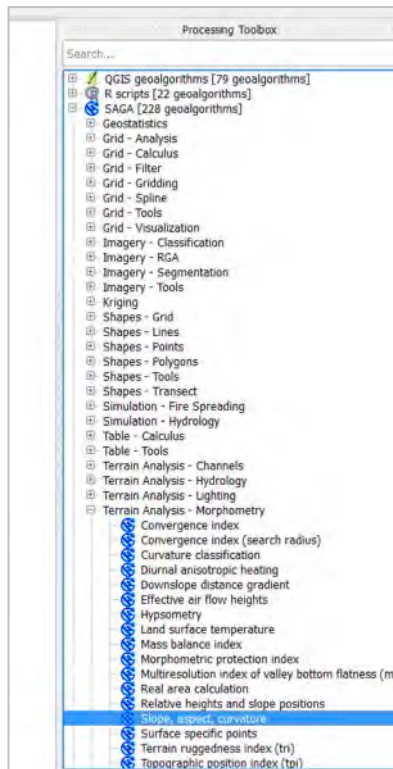 Processing Toolbox
Search...
QGIS geoalgorithms [79 geoalgorithms]
R scripts [22 geoalgorithms]
SAGA [228 geoalgorithms]
Geostatistics
Grid - Analysis
Grid - Calculus
Grid - Filter
Grid - Gridding
Grid - Spline
Grid - Tools
Grid - Visualization
Imagery - Classification
Imagery - RGA
Imagery - Segmentation
Imagery - Tools
Kriging
Shapes - Grid
Shapes - Lines
Shapes - Points
Shapes - Polygons
Shapes - Tools
Shapes - Transect
Simulation - Fire Spreading
Simulation - Hydrology
Table - Calculus
Table - Tools
Terrain Analysis - Channels
Terrain Analysis - Hydrology
Terrain Analysis - Lighting
Terrain Analysis - Morphometry
Convergence index
Convergence index (search radius)
Curvature classification
Diurnal anisotropic heating
Downslope distance gradient
Effective air flow heights
Hypsometry
Land surface temperature
Mass balance index
Morphometric protection index
Multiresolution index of valley bottom flatness (m
Real area calculation
Relative heights and slope positions
Slope, aspect, curvature
Surface specific points
Terrain ruggedness index (tri)
Topographic position index (tpi)